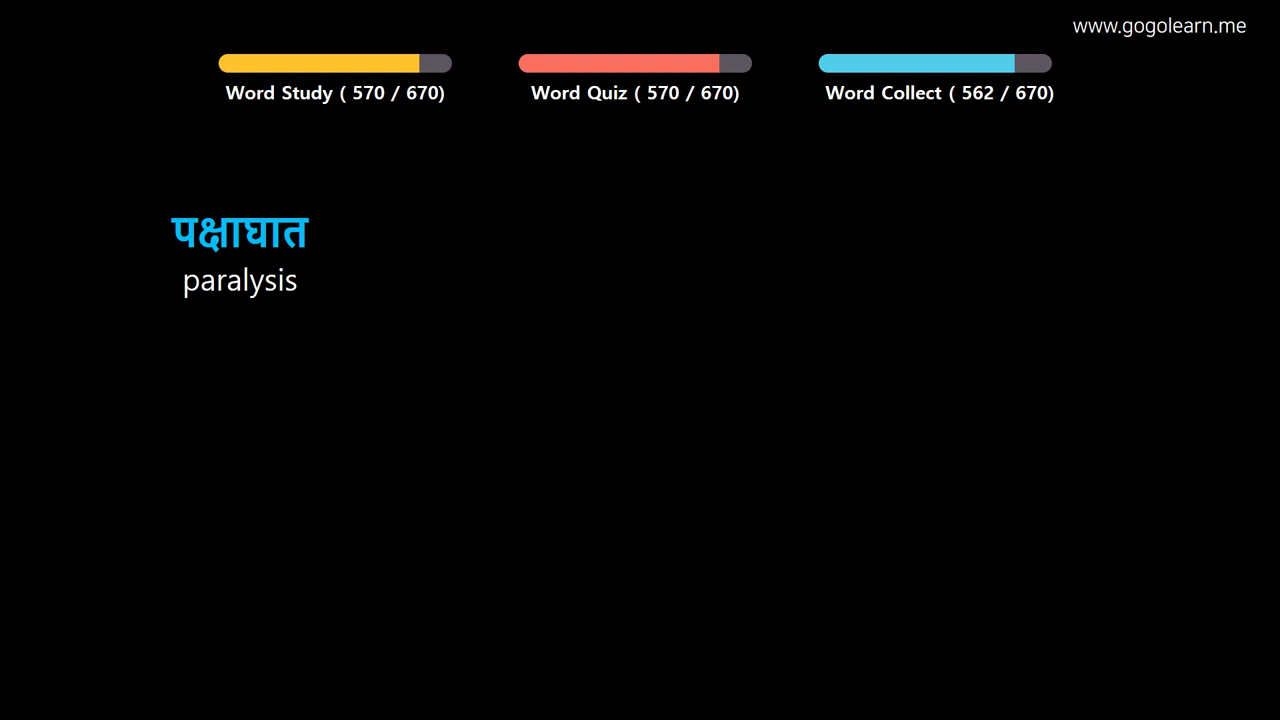 www.gogolearn.me
Word Study ( 570 / 670)
Word Quiz ( 570 / 670)
Word Collect ( 562 / 670)
पक्षाघात
paralysis